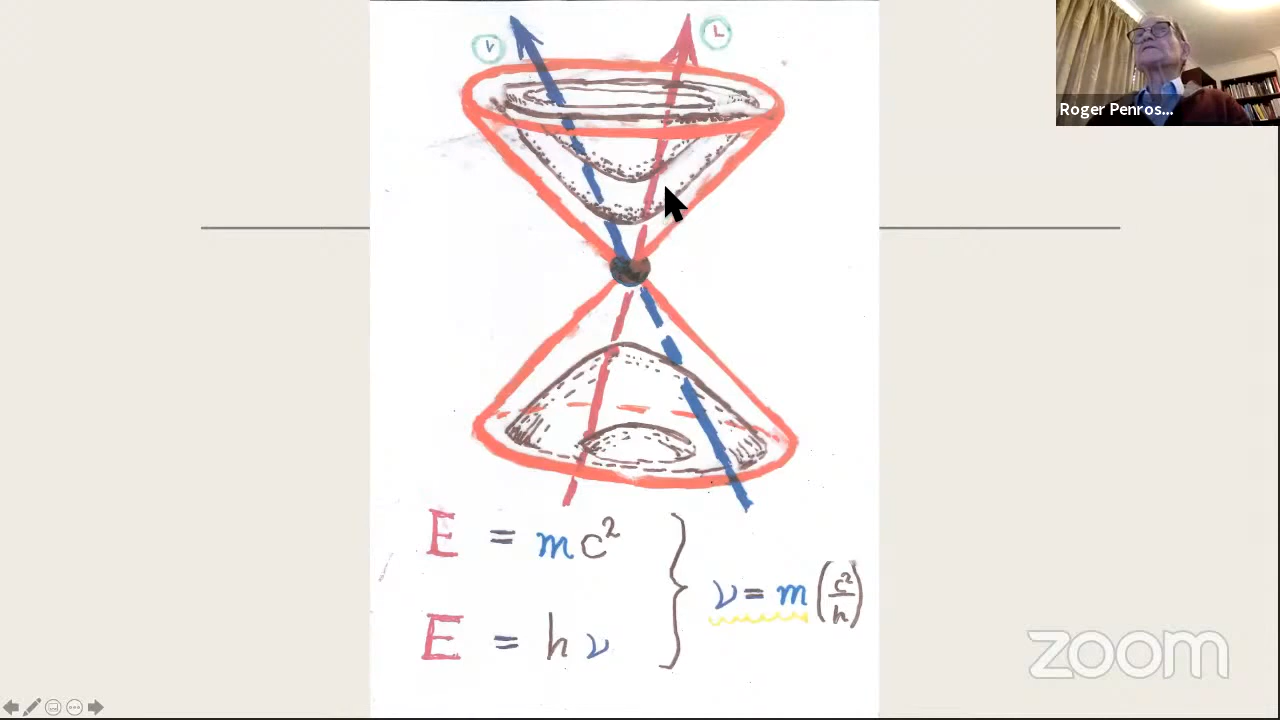 V
L
Roger Penros...
E = mc²
E = hν
ν = m (c²/h)
zoom